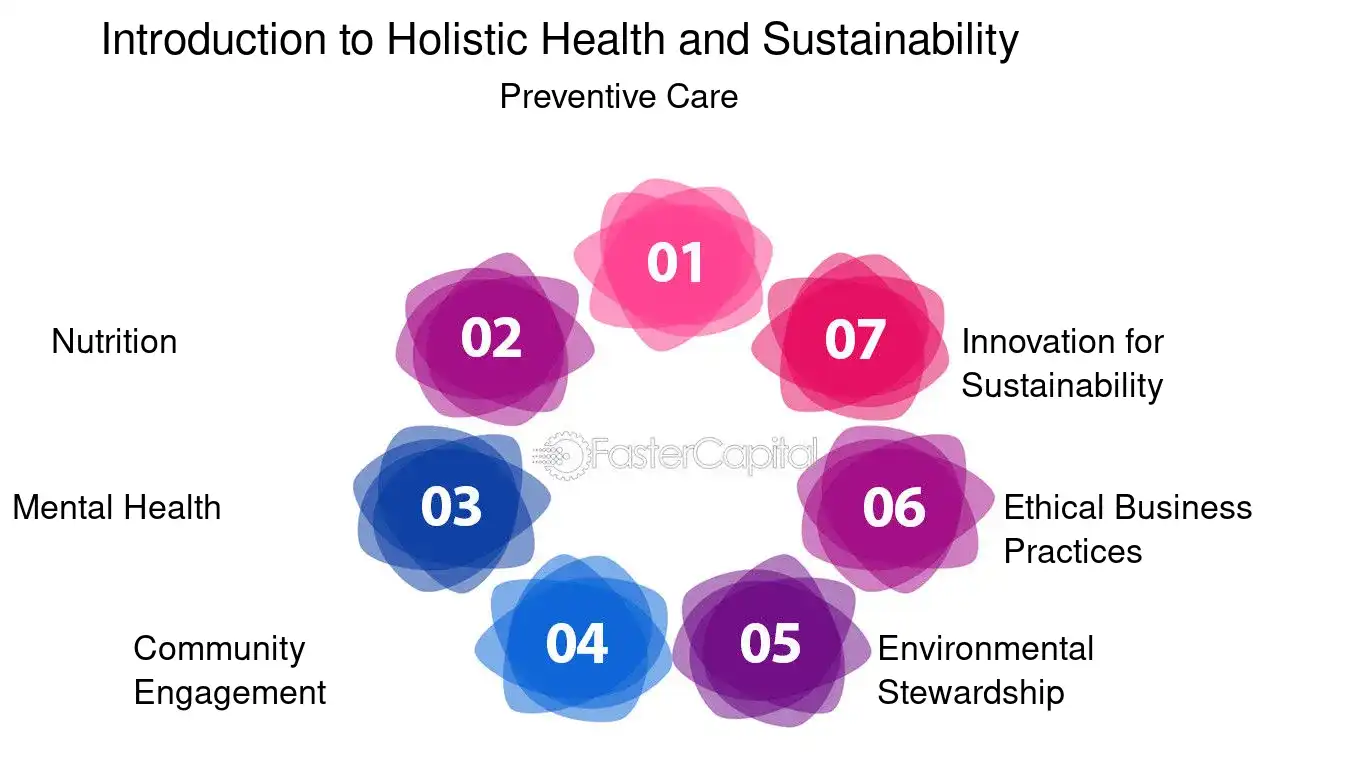 Introduction to Holistic Health and Sustainability
Preventive Care
01
02
07
Nutrition
Innovation for
Sustainability
FasterCapital
03
06
Mental Health
Ethical Business
Practices
04
05
Community
Engagement
Environmental
Stewardship